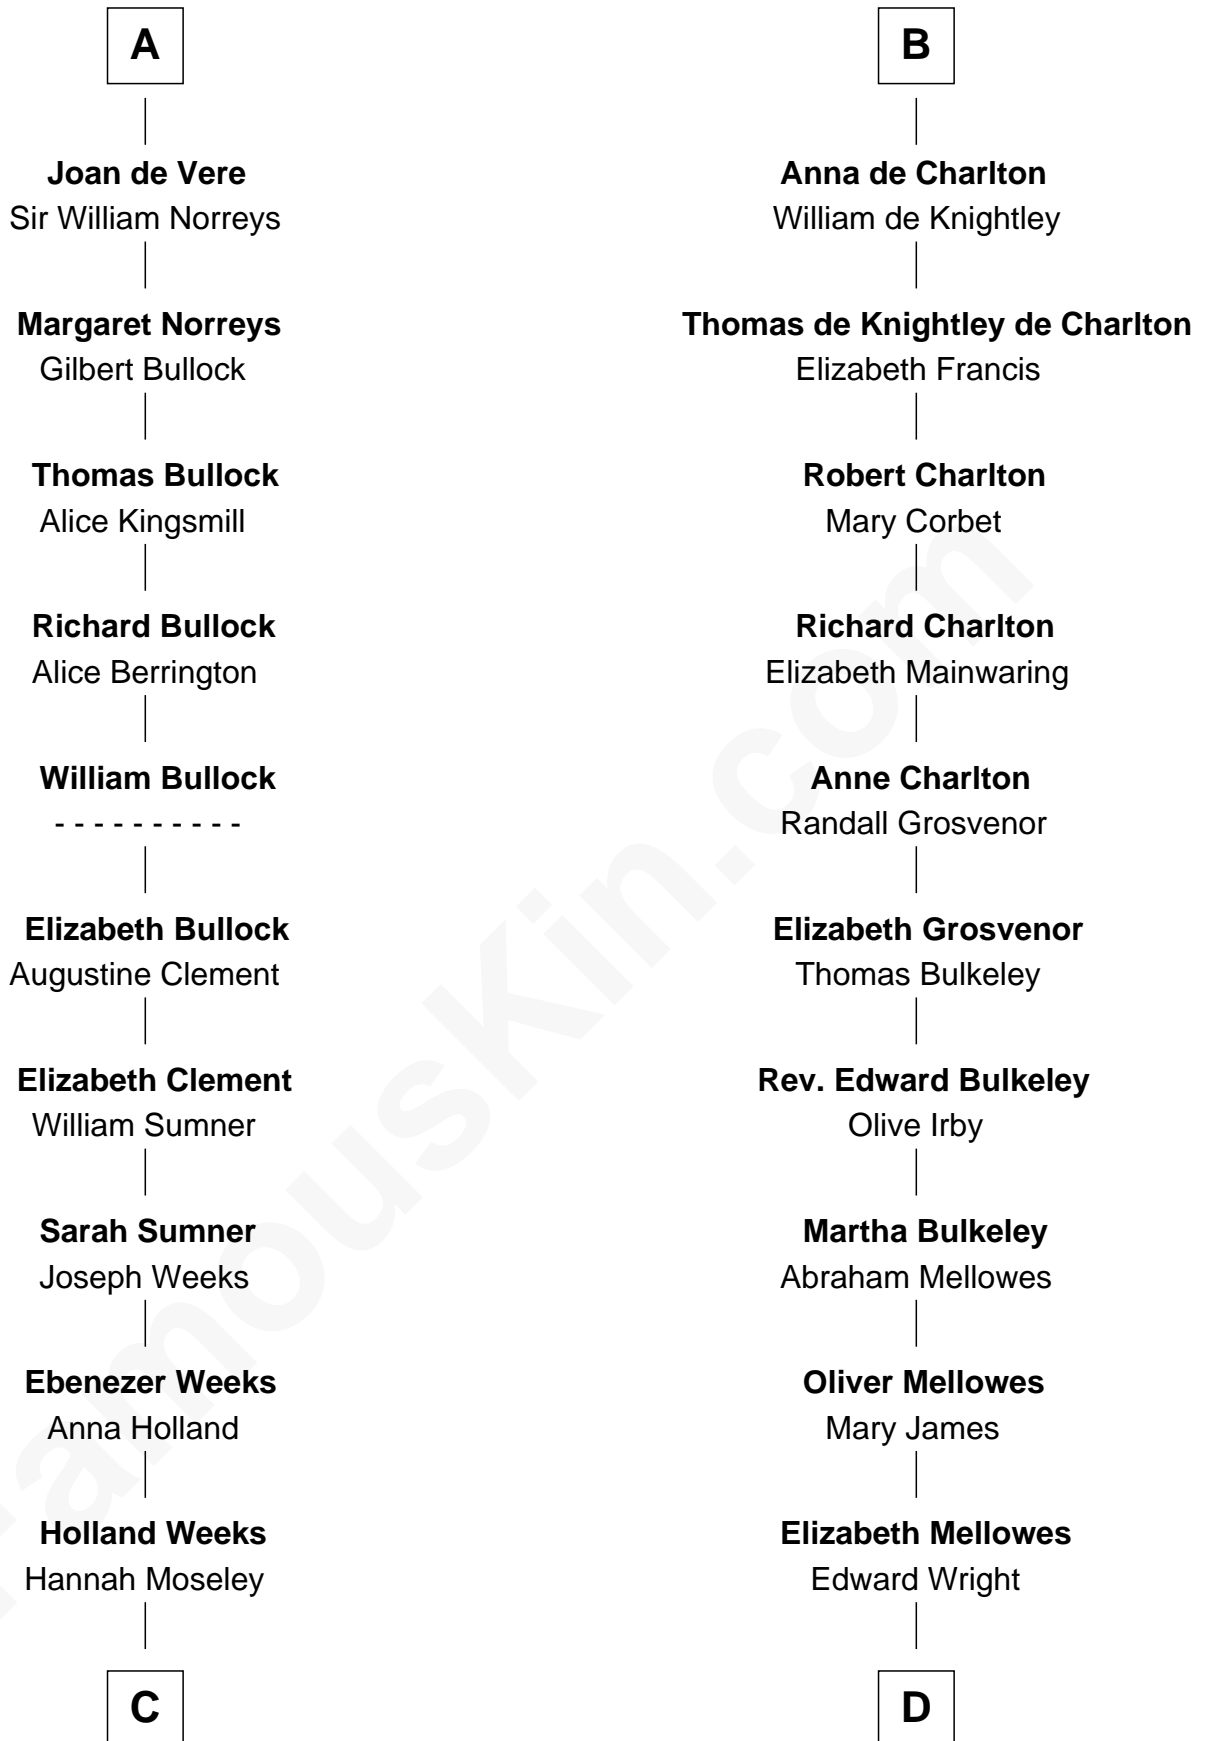 A
Joan de Vere
Sir William Norreys
Margaret Norreys
Gilbert Bullock
Thomas Bullock
Alice Kingsmill
Richard Bullock
Alice Berrington
William Bullock
- - - - - - - - - -
Elizabeth Bullock
Augustine Clement
Elizabeth Clement
William Sumner
Sarah Sumner
Joseph Weeks
Ebenezer Weeks
Anna Holland
Holland Weeks
Hannah Moseley
C
B
Anna de Charlton
William de Knightley
Thomas de Knightley de Charlton
Elizabeth Francis
Robert Charlton
Mary Corbet
Richard Charlton
Elizabeth Mainwaring
Anne Charlton
Randall Grosvenor
Elizabeth Grosvenor
Thomas Bulkeley
Rev. Edward Bulkeley
Olive Irby
Martha Bulkeley
Abraham Mellowes
Oliver Mellowes
Mary James
Elizabeth Mellowes
Edward Wright
D
FamousKin.com